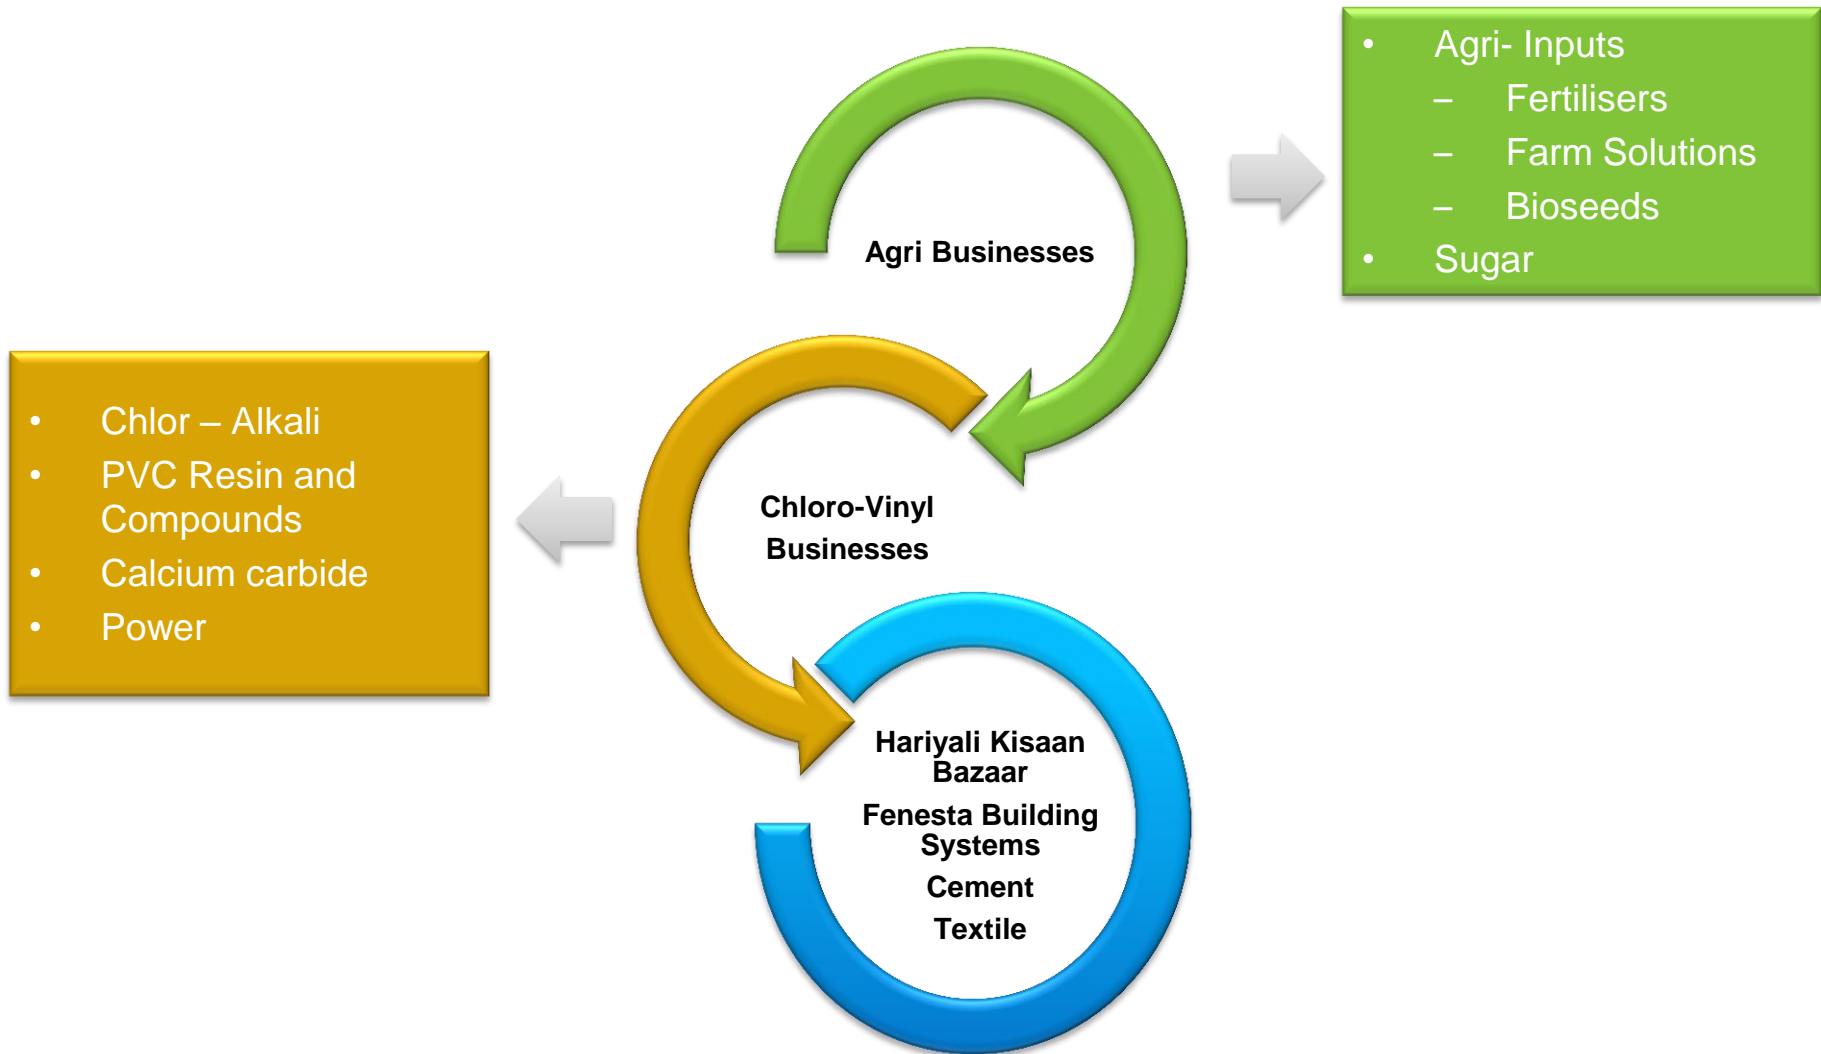 • Agri- Inputs
– Fertilisers
– Farm Solutions
– Bioseeds
• Sugar
Agri Businesses
• Chlor – Alkali
• PVC Resin and
Compounds
• Calcium carbide
• Power
Chloro-Vinyl
Businesses
Hariyali Kisaan
Bazaar
Fenesta Building
Systems
Cement
Textile